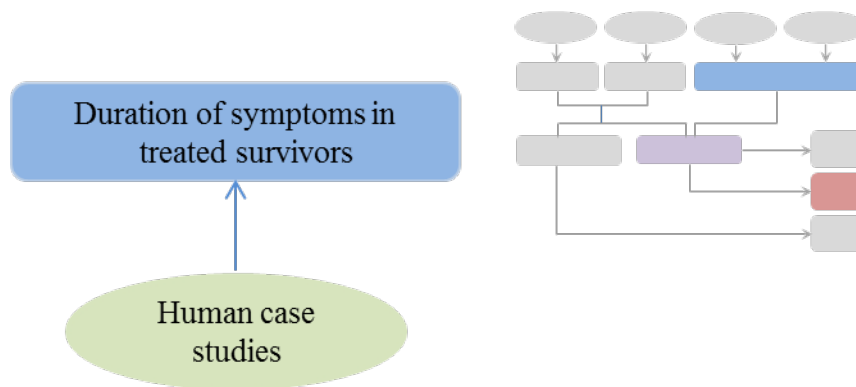 Duration of symptoms in
treated survivors
Human case
studies